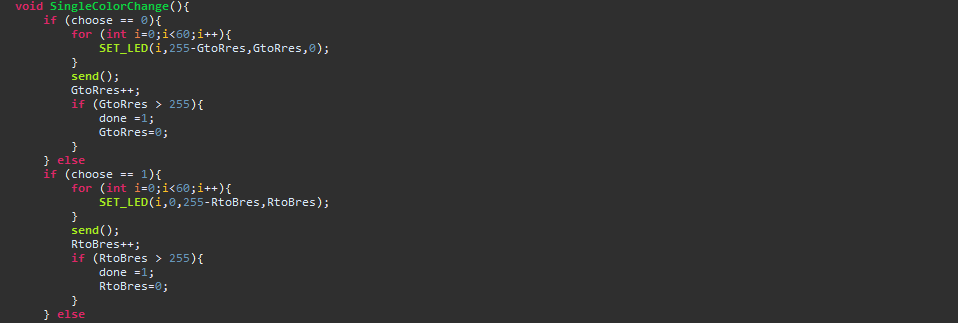 void SingleColorChange(){
    if (choose == 0){
        for (int i=0;i<60;i++){
            SET_LED(i,255-GtoRres,GtoRres,0);
        }
        send();
        GtoRres++;
        if (GtoRres > 255){
            done =1;
            GtoRres=0;
        }
    } else
    if (choose == 1){
        for (int i=0;i<60;i++){
            SET_LED(i,0,255-RtoBres,RtoBres);
        }
        send();
        RtoBres++;
        if (RtoBres > 255){
            done =1;
            RtoBres=0;
        }
    } else